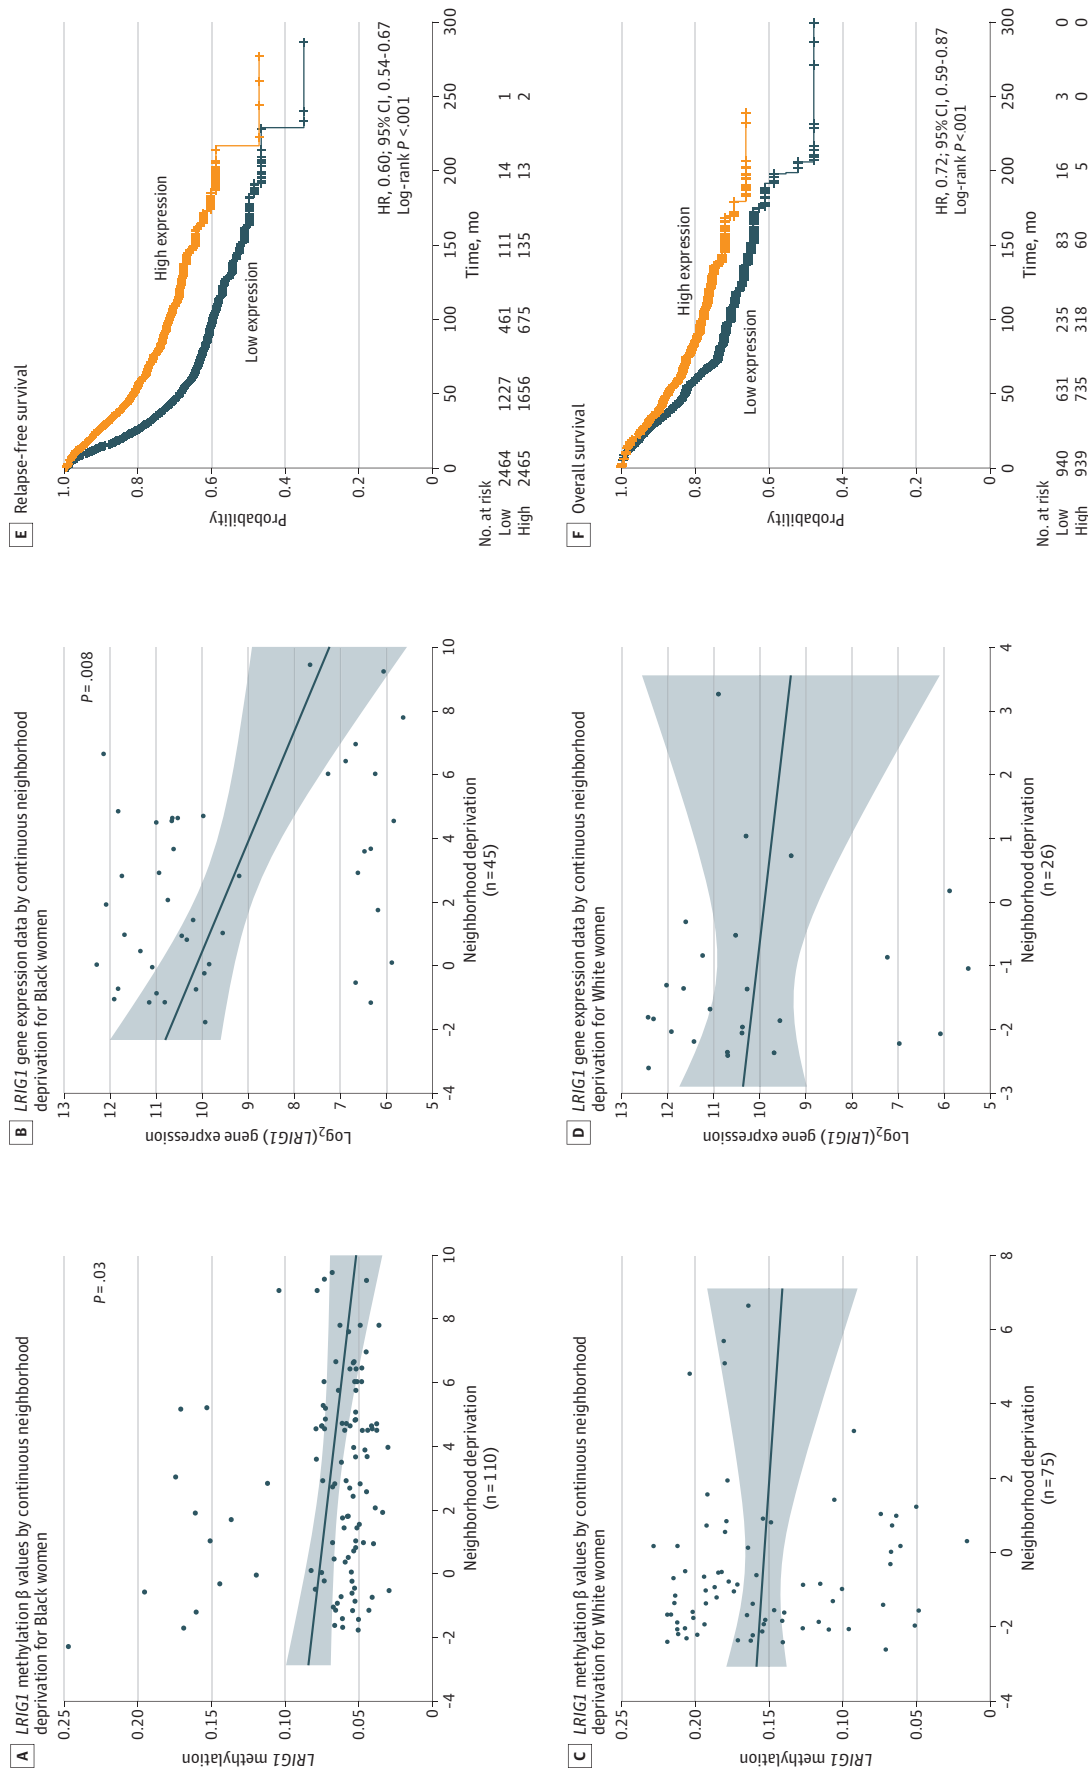 A LRIG1 methylation β values by continuous neighborhood
deprivation for Black women
LRIG1 methylation
0.25
0.20
0.15
0.10
0.05
0
-4
-2
0
2
4
6
8
10
P = .03
Neighborhood deprivation
(n = 110)
B LRIG1 gene expression data by continuous neighborhood
deprivation for Black women
Log2(LRIG1) gene expression
13
12
11
10
9
8
7
6
5
-4
-2
0
2
4
6
8
10
P = .008
Neighborhood deprivation
(n = 45)
E Relapse-free survival
Probability
1.0
0.8
0.6
0.4
0.2
0
High expression
Low expression
HR, 0.60; 95% CI, 0.54-0.67
Log-rank P <.001
0 50 100 150 200 250 300
Time, mo
No. at risk
Low 2464 1227 461 111 14 1
High 2465 1656 675 135 13 2
C LRIG1 methylation β values by continuous neighborhood
deprivation for White women
LRIG1 methylation
0.25
0.20
0.15
0.10
0.05
0
-4
-2
0
2
4
6
8
Neighborhood deprivation
(n = 75)
D LRIG1 gene expression data by continuous neighborhood
deprivation for White women
Log2(LRIG1) gene expression
13
12
11
10
9
8
7
6
5
-3
-2
-1
0
1
2
3
4
Neighborhood deprivation
(n = 26)
F Overall survival
Probability
1.0
0.8
0.6
0.4
0.2
0
High expression
Low expression
HR, 0.72; 95% CI, 0.59-0.87
Log-rank P <.001
0 50 100 150 200 250 300
Time, mo
No. at risk
Low 940 631 235 83 16 3 0
High 939 735 318 60 5 0 0